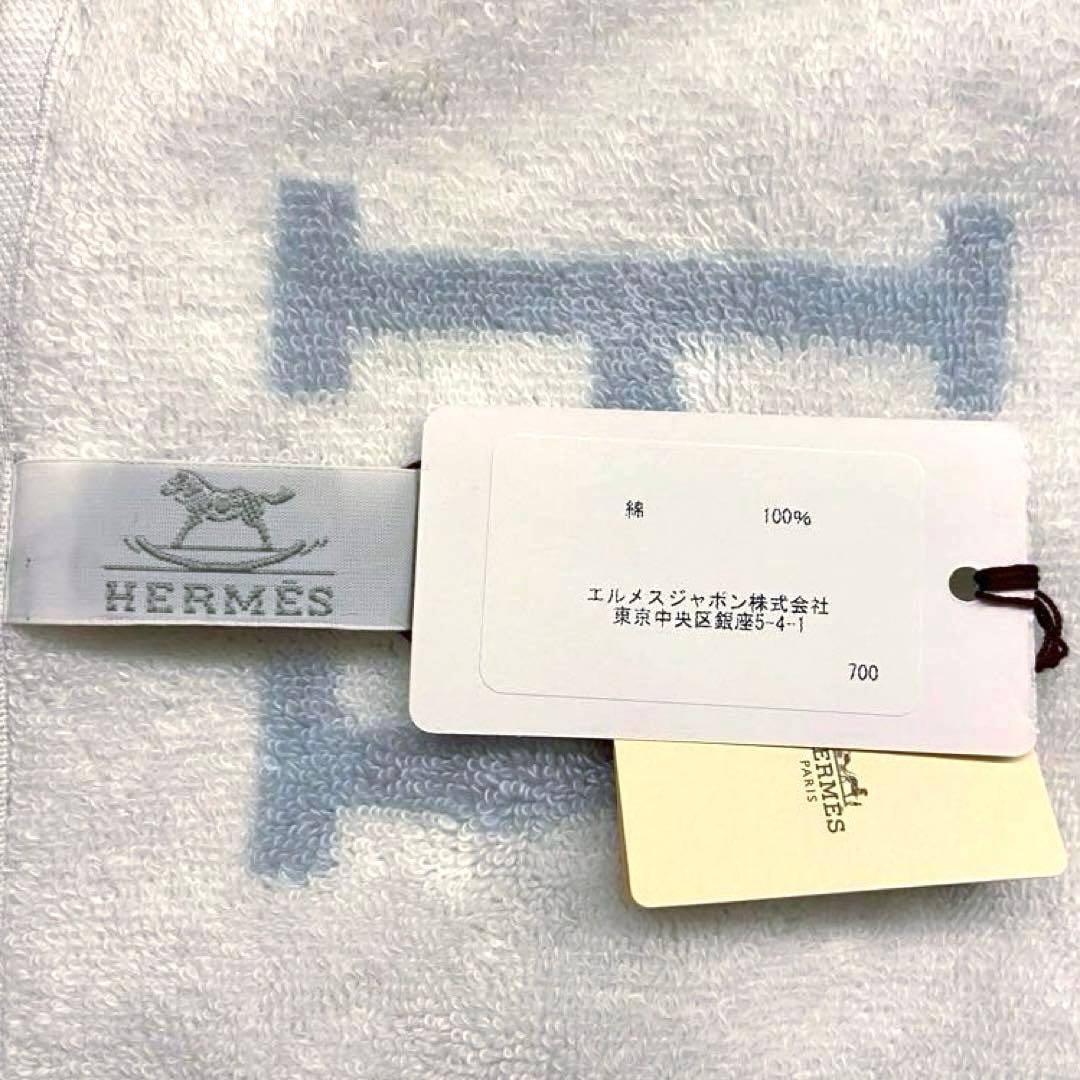 HERMÈS
綿 100%
エルメスジャポン株式会社
東京中央区銀座5-4-1
700
HERMÈS
PARIS